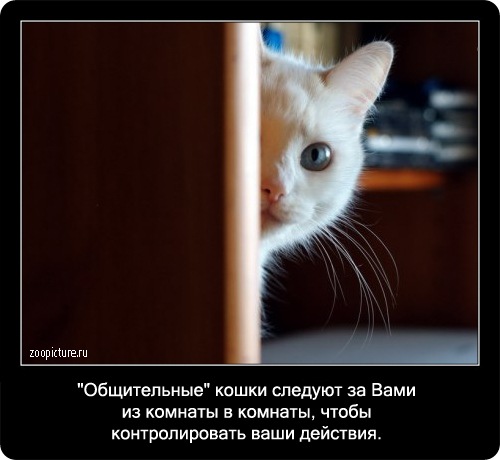 zoopicture.ru
"Общительные" кошки следуют за Вами
из комнаты в комнаты, чтобы
контролировать ваши действия.